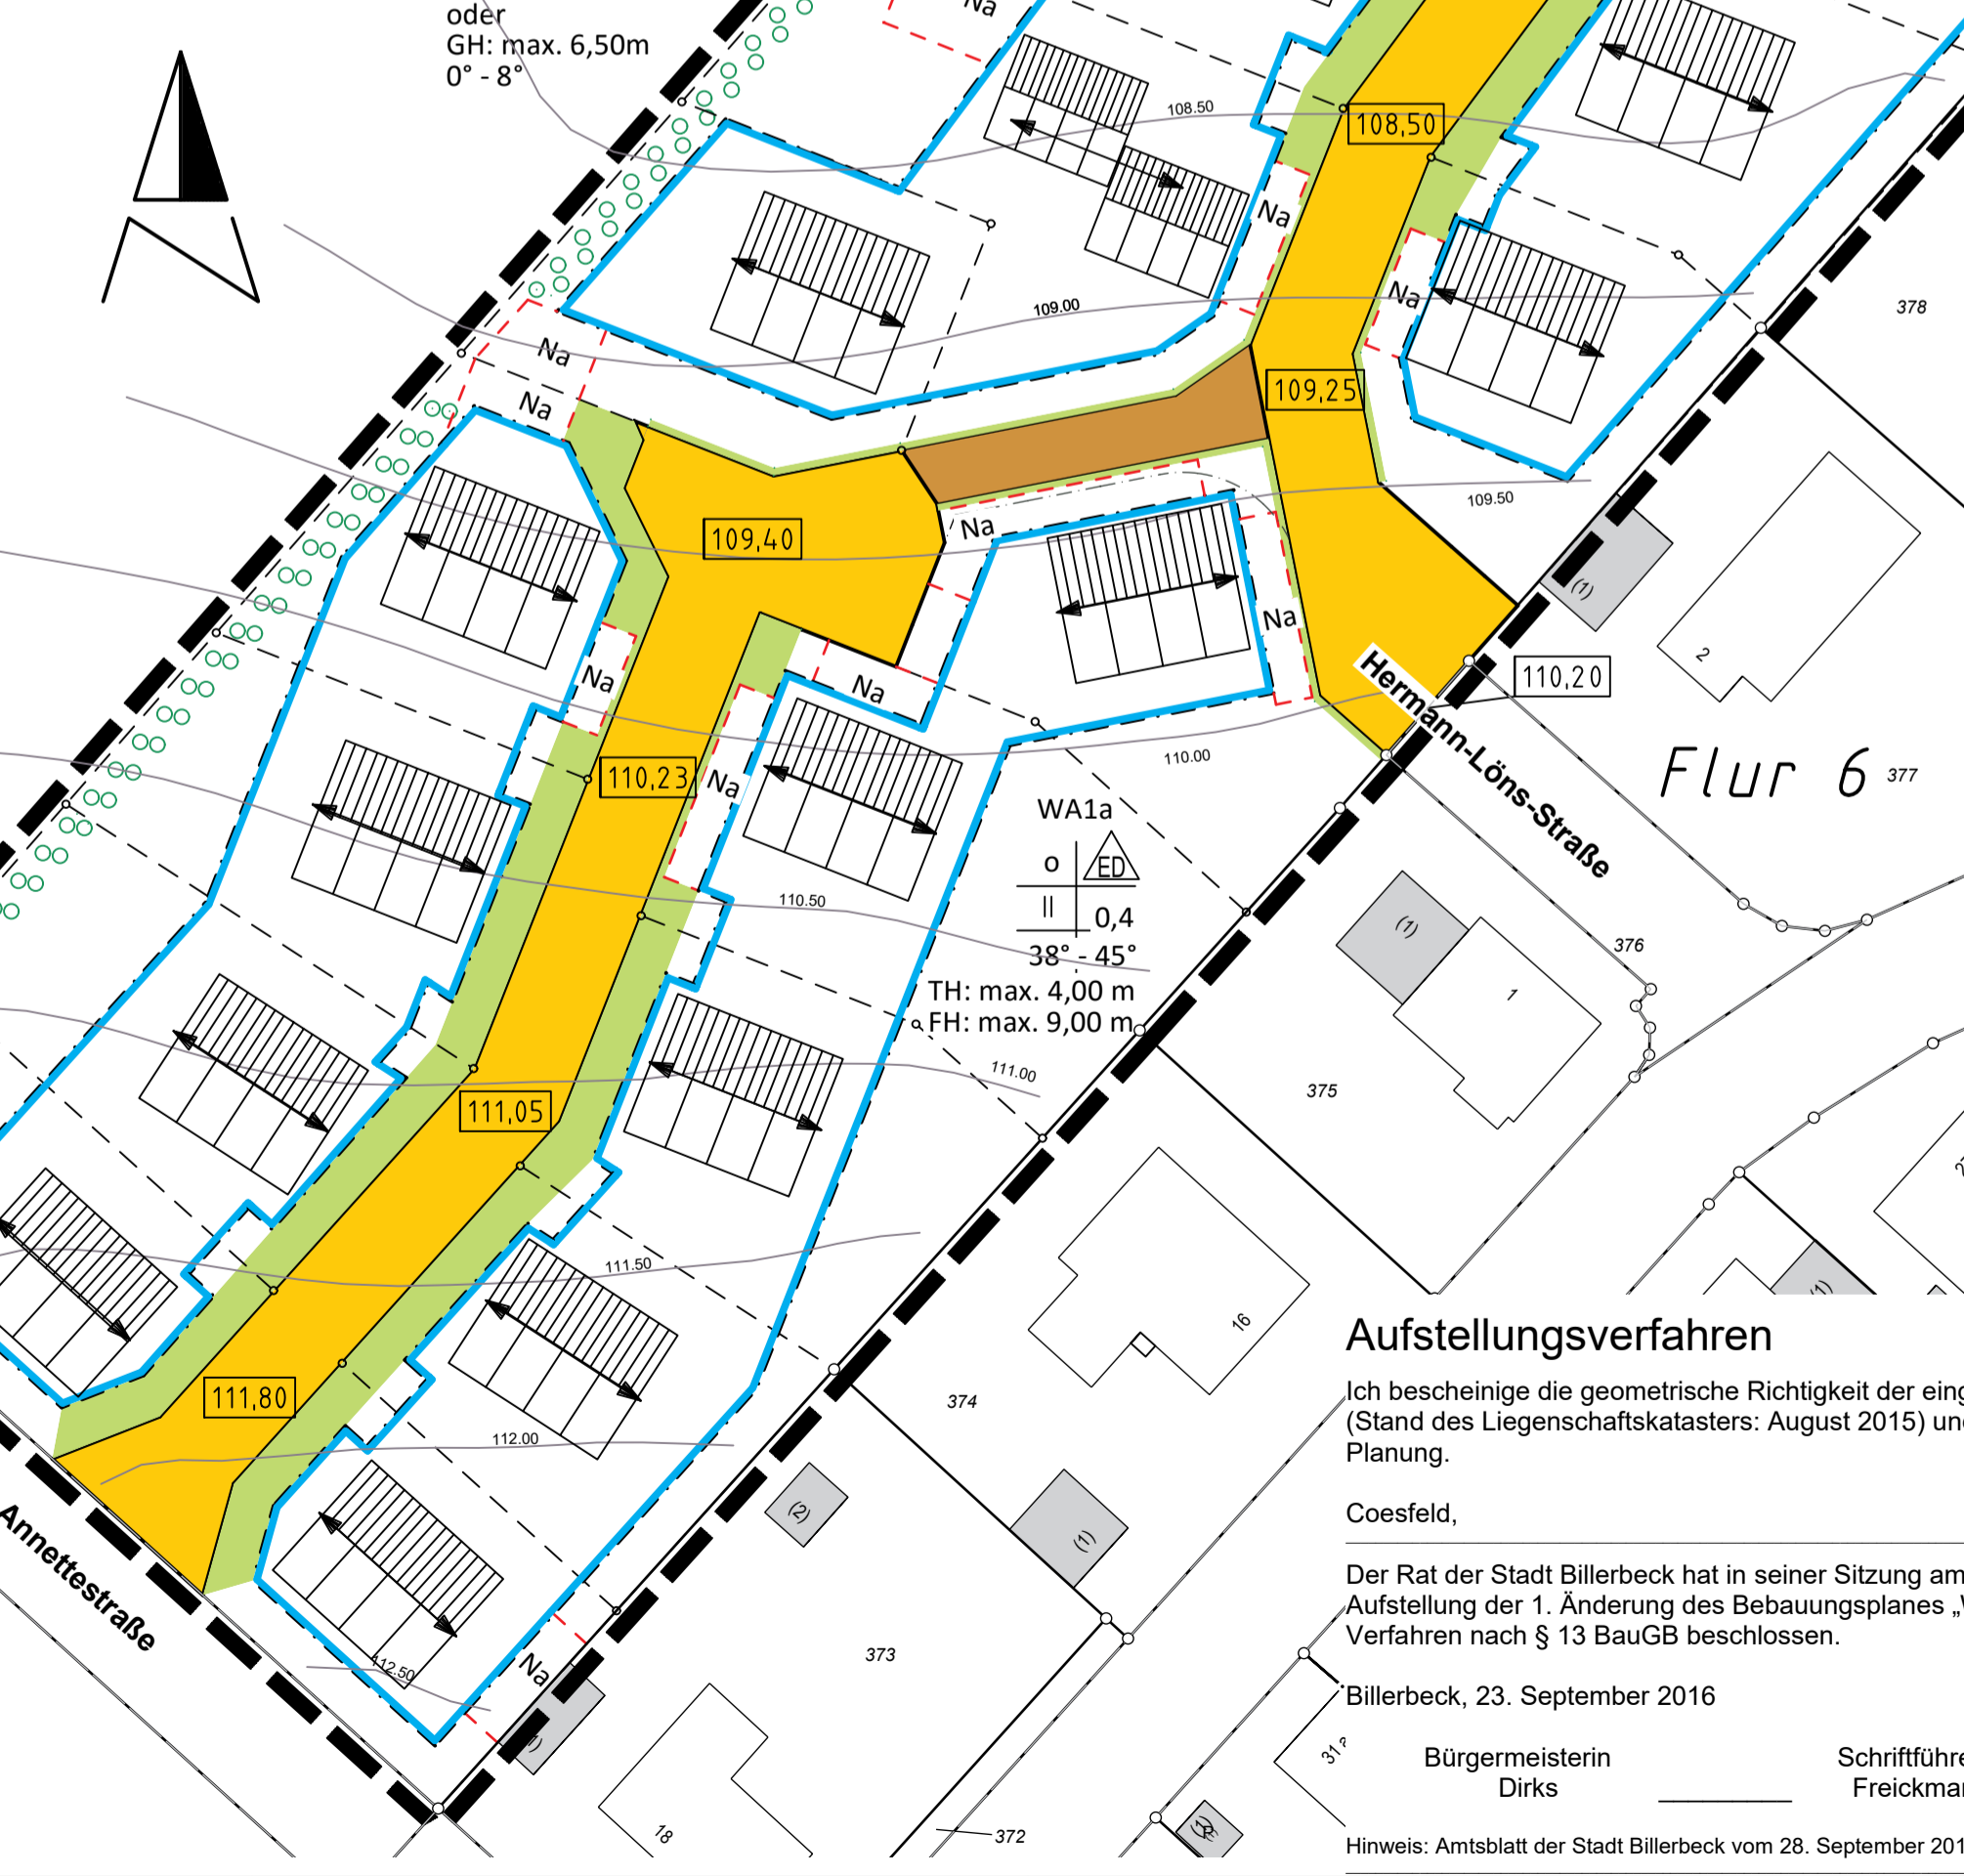 oder
GH: max. 6,50m
0° - 8°
Na
108.50
108,50
Na
109.00
Na
378
Na
Na
109,25
109.50
109,40
Na
(1)
2
Na
Na
Na
110,20
Hermann-Löns-Straße
110,23
Na
110.00
Flur 6
377
WA1a
o
ED
II
0,4
38° - 45°
TH: max. 4,00 m
FH: max. 9,00 m
110.50
(1)
376
1
111.00
375
111,05
111.50
(1)
16
111,80
374
112.00
(2)
(1)
Annettestraße
112.50
Na
373
18
372
Aufstellungsverfahren
Ich bescheinige die geometrische Richtigkeit der
(Stand des Liegenschaftskatasters: August 2015)
Planung.
Coesfeld,
Der Rat der Stadt Billerbeck hat in seiner Sitzung am
Aufstellung der 1. Änderung des Bebauungsplanes
Verfahren nach § 13 BauGB beschlossen.
Billerbeck, 23. September 2016
Bürgermeisterin
Dirks
Hinweis: Amtsblatt der Stadt Billerbeck vom 28. September